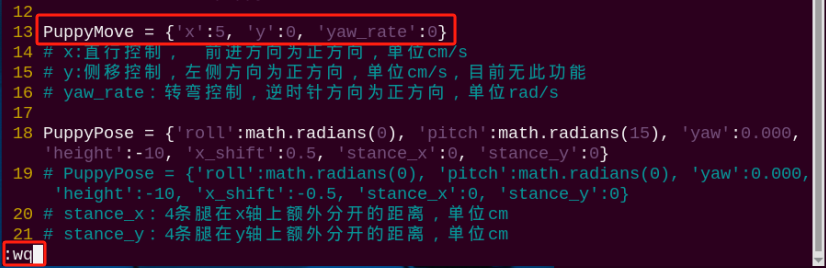 12
13 PuppyMove = {'x':5, 'y':0, 'yaw_rate':0}
14 # x:直行控制， 前进方向为正方向，单位cm/s
15 # y:侧移控制，左侧方向为正方向，单位cm/s，目前无此功能
16 # yaw_rate：转弯控制，逆时针方向为正方向，单位rad/s
17
18 PuppyPose = {'roll':math.radians(0), 'pitch':math.radians(15), 'yaw':0.000,
'height':-10, 'x_shift':0.5, 'stance_x':0, 'stance_y':0}
19 # PuppyPose = {'roll':math.radians(0), 'pitch':math.radians(0), 'yaw':0.000,
'height':-10, 'x_shift':-0.5, 'stance_x':0, 'stance_y':0}
20 # stance_x：4条腿在x轴上额外分开的距离，单位cm
21 # stance_y：4条腿在y轴上额外分开的距离，单位cm
:wq